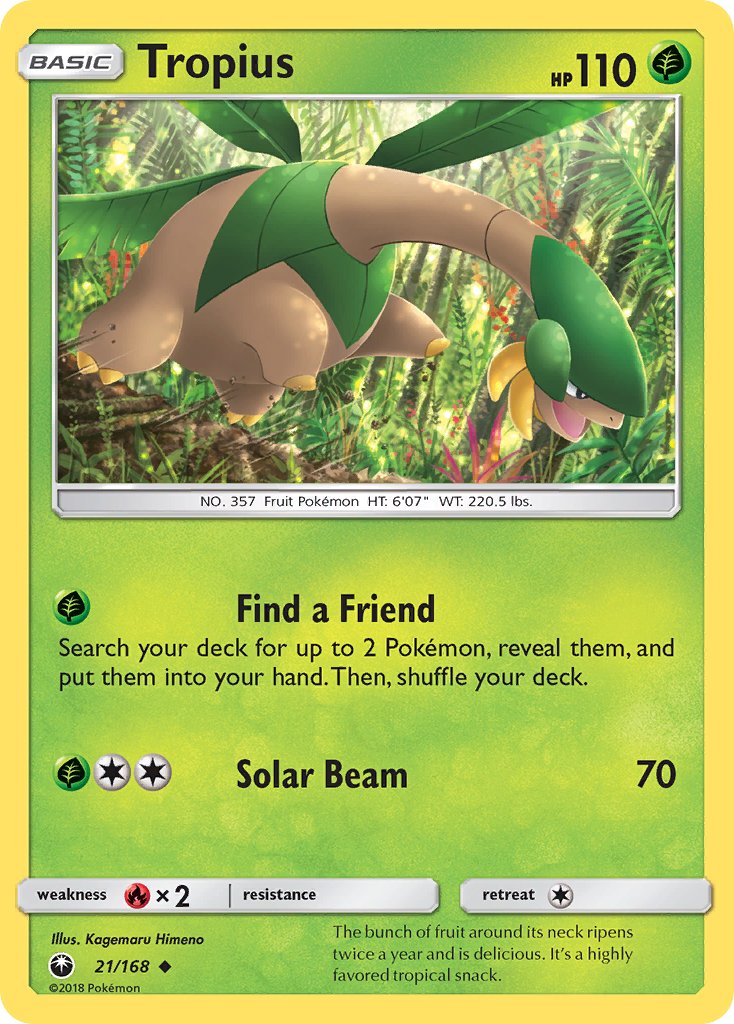 BASIC Tropius HP110
NO. 357 Fruit Pokémon HT: 6'07" WT: 220.5 lbs.
Find a Friend
Search your deck for up to 2 Pokémon, reveal them, and
put them into your hand. Then, shuffle your deck.
Solar Beam 70
weakness ×2 resistance retreat
Illus. Kagemaru Himeno
21/168
©2018 Pokémon
The bunch of fruit around its neck ripens
twice a year and is delicious. It's a highly
favored tropical snack.